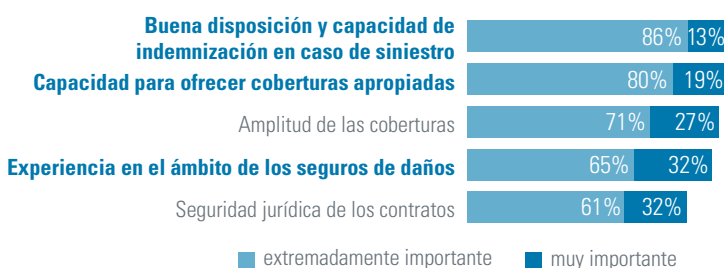 Buena disposición y capacidad de
indemnización en caso de siniestro
86% 13%
Capacidad para ofrecer coberturas apropiadas
80% 19%
Amplitud de las coberturas
71% 27%
Experiencia en el ámbito de los seguros de daños
65% 32%
Seguridad jurídica de los contratos
61% 32%
extremadamente importante
muy importante